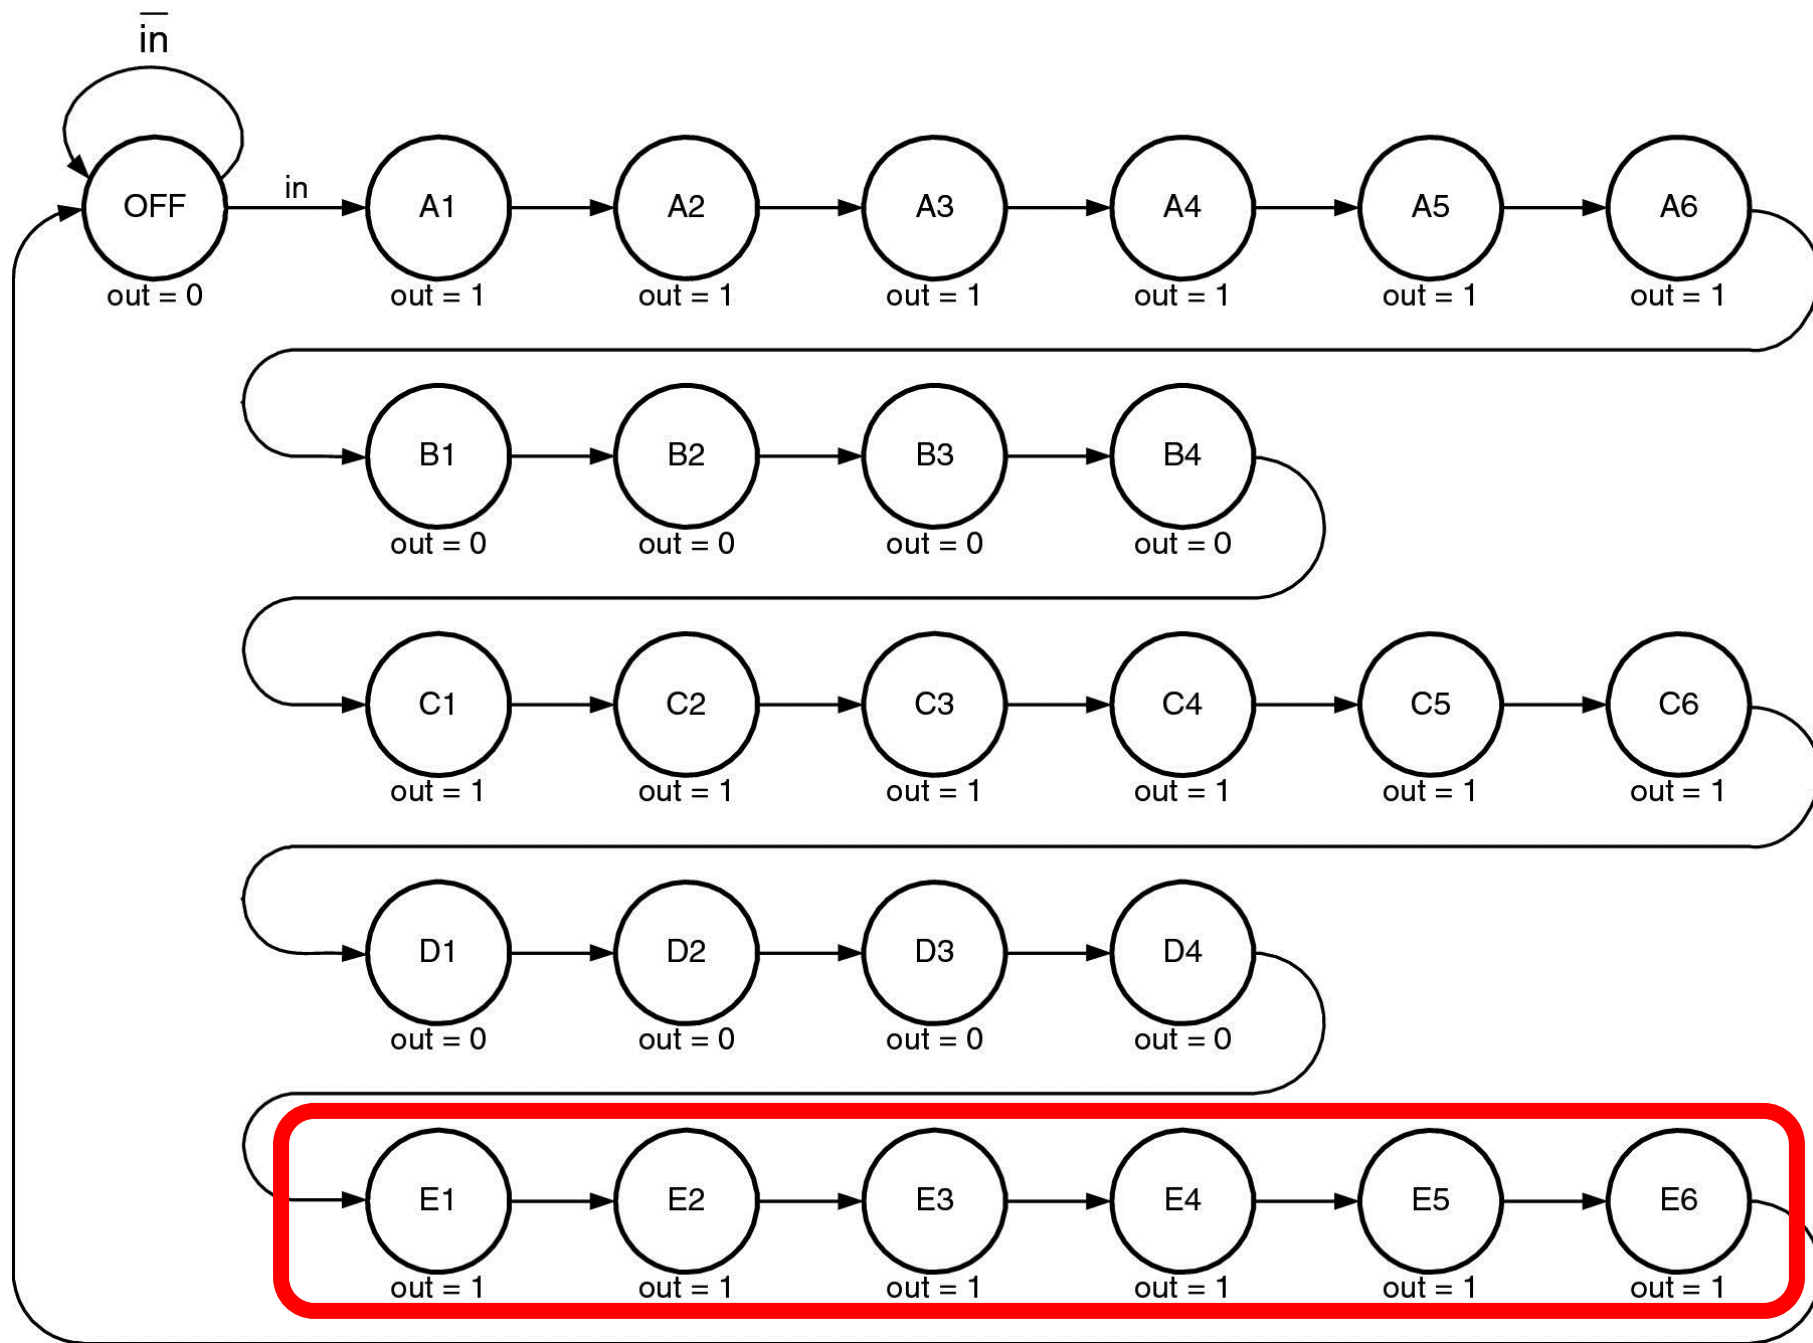 i̅n̅
OFF in A1 A2 A3 A4 A5 A6
out = 0 out = 1 out = 1 out = 1 out = 1 out = 1 out = 1
B1 B2 B3 B4
out = 0 out = 0 out = 0 out = 0
C1 C2 C3 C4 C5 C6
out = 1 out = 1 out = 1 out = 1 out = 1 out = 1
D1 D2 D3 D4
out = 0 out = 0 out = 0 out = 0
E1 E2 E3 E4 E5 E6
out = 1 out = 1 out = 1 out = 1 out = 1 out = 1